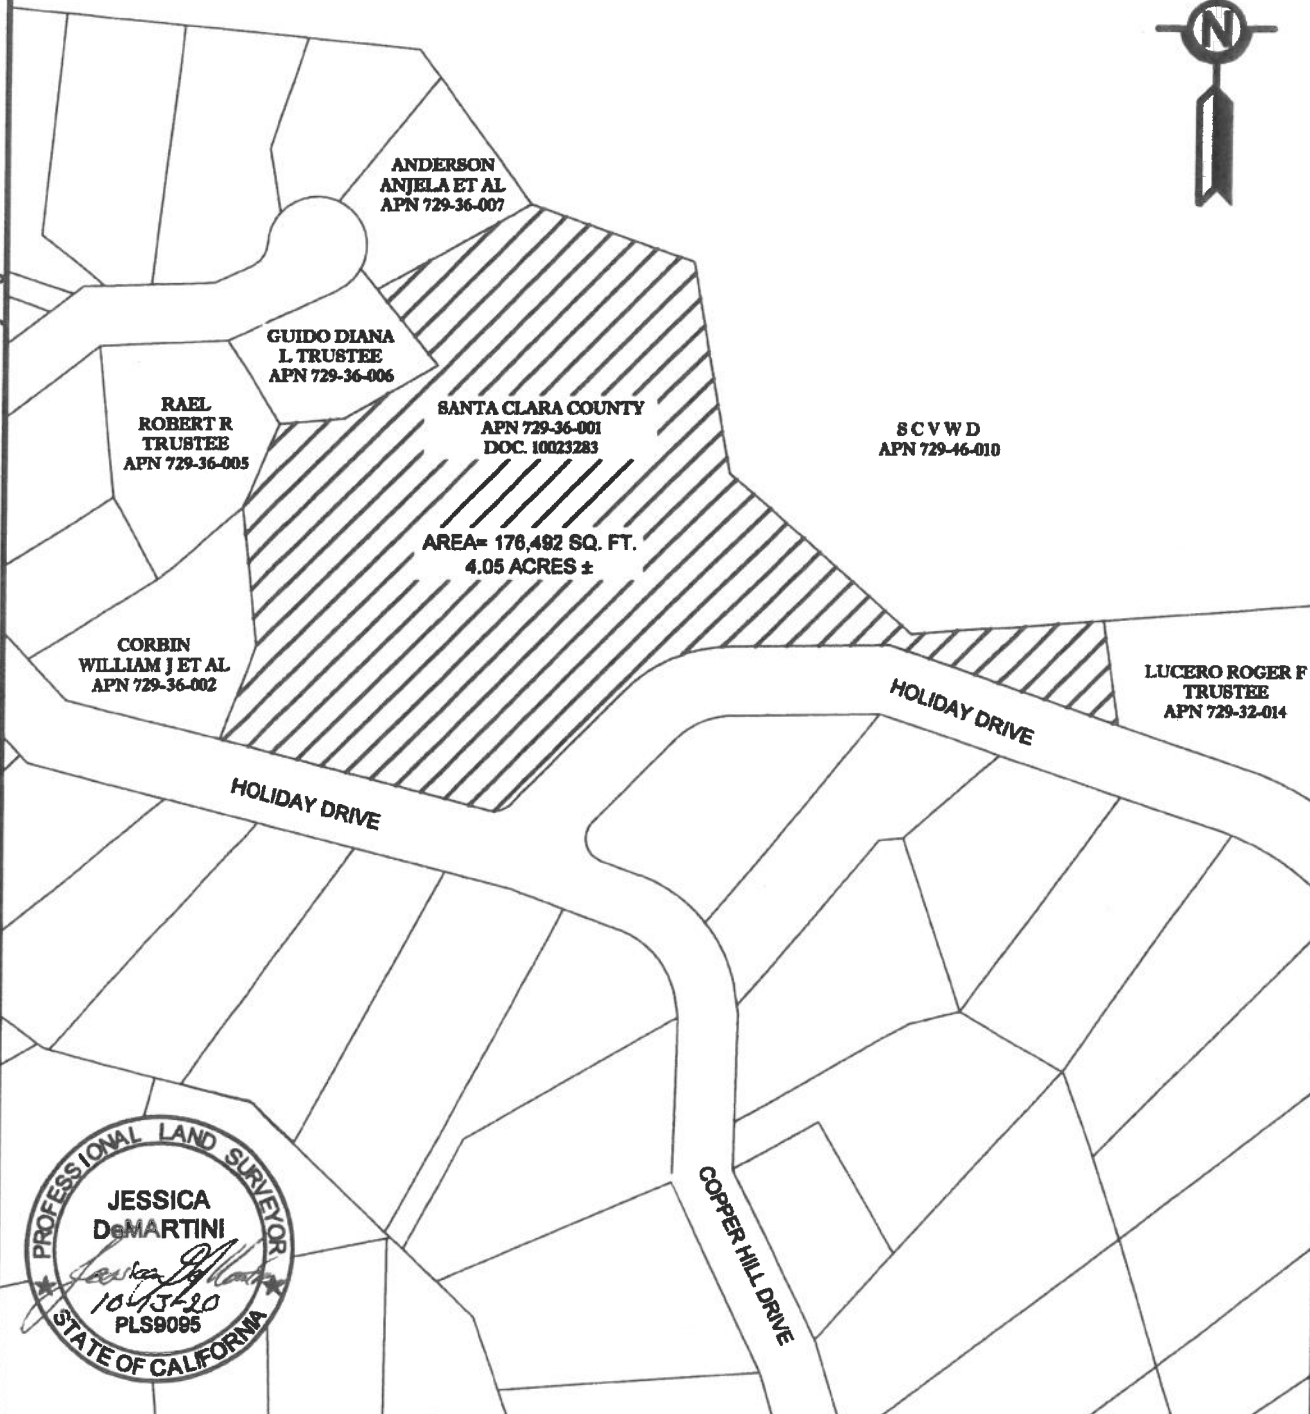 N
ANDERSON
ANJELA ET AL
APN 729-36-007
GUIDO DIANA
L TRUSTEE
APN 729-36-006
RAEL
ROBERT R
TRUSTEE
APN 729-36-005
SANTA CLARA COUNTY
APN 729-36-001
DOC. 10023283
AREA= 176,492 SQ. FT.
4.05 ACRES ±
S C V W D
APN 729-46-010
CORBIN
WILLIAM J ET AL
APN 729-36-002
LUCERO ROGER F
TRUSTEE
APN 729-32-014
HOLIDAY DRIVE
HOLIDAY DRIVE
COPPER HILL DRIVE
PROFESSIONAL LAND SURVEYOR
JESSICA
DeMARTINI
PLS9095
STATE OF CALIFORNIA